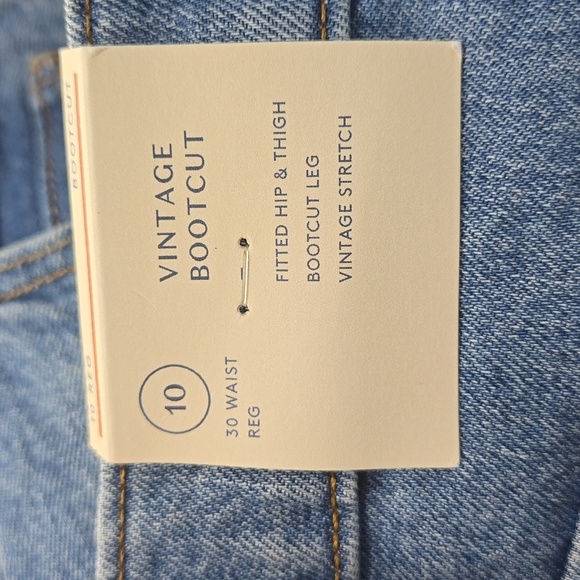 VINTAGE
BOOTCUT
FITTED HIP & THIGH
BOOTCUT LEG
VINTAGE STRETCH
10
30 WAIST
REG
BOOTCUT
10 REG